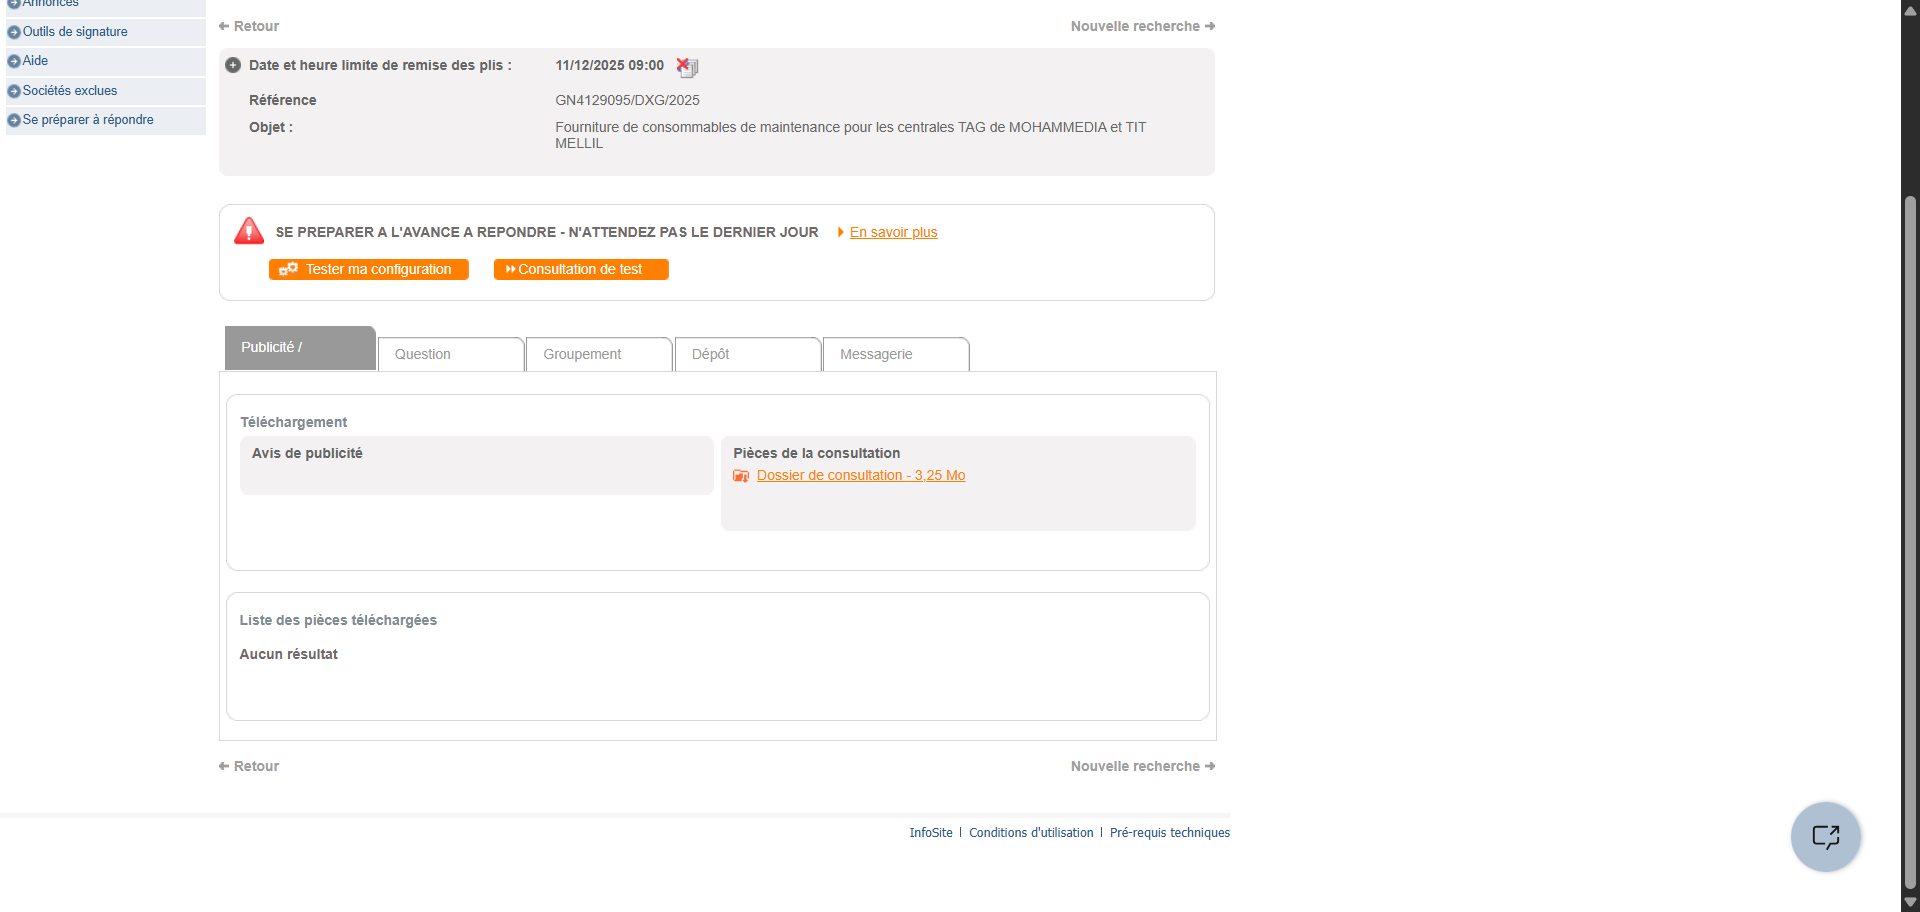 Annonces
Outils de signature
Aide
Sociétés exclues
Se préparer à répondre
Retour
Nouvelle recherche
Date et heure limite de remise des plis :
11/12/2025 09:00
Référence
GN4129095/DXG/2025
Objet :
Fourniture de consommables de maintenance pour les centrales TAG de MOHAMMEDIA et TIT
MELLIL
SE PREPARER A L'AVANCE A REPONDRE - N'ATTENDEZ PAS LE DERNIER JOUR
En savoir plus
Tester ma configuration
Consultation de test
Publicité /
Question
Groupement
Dépôt
Messagerie
Téléchargement
Avis de publicité
Pièces de la consultation
Dossier de consultation - 3,25 Mo
Liste des pièces téléchargées
Aucun résultat
Retour
Nouvelle recherche
InfoSite | Conditions d'utilisation | Pré-requis techniques